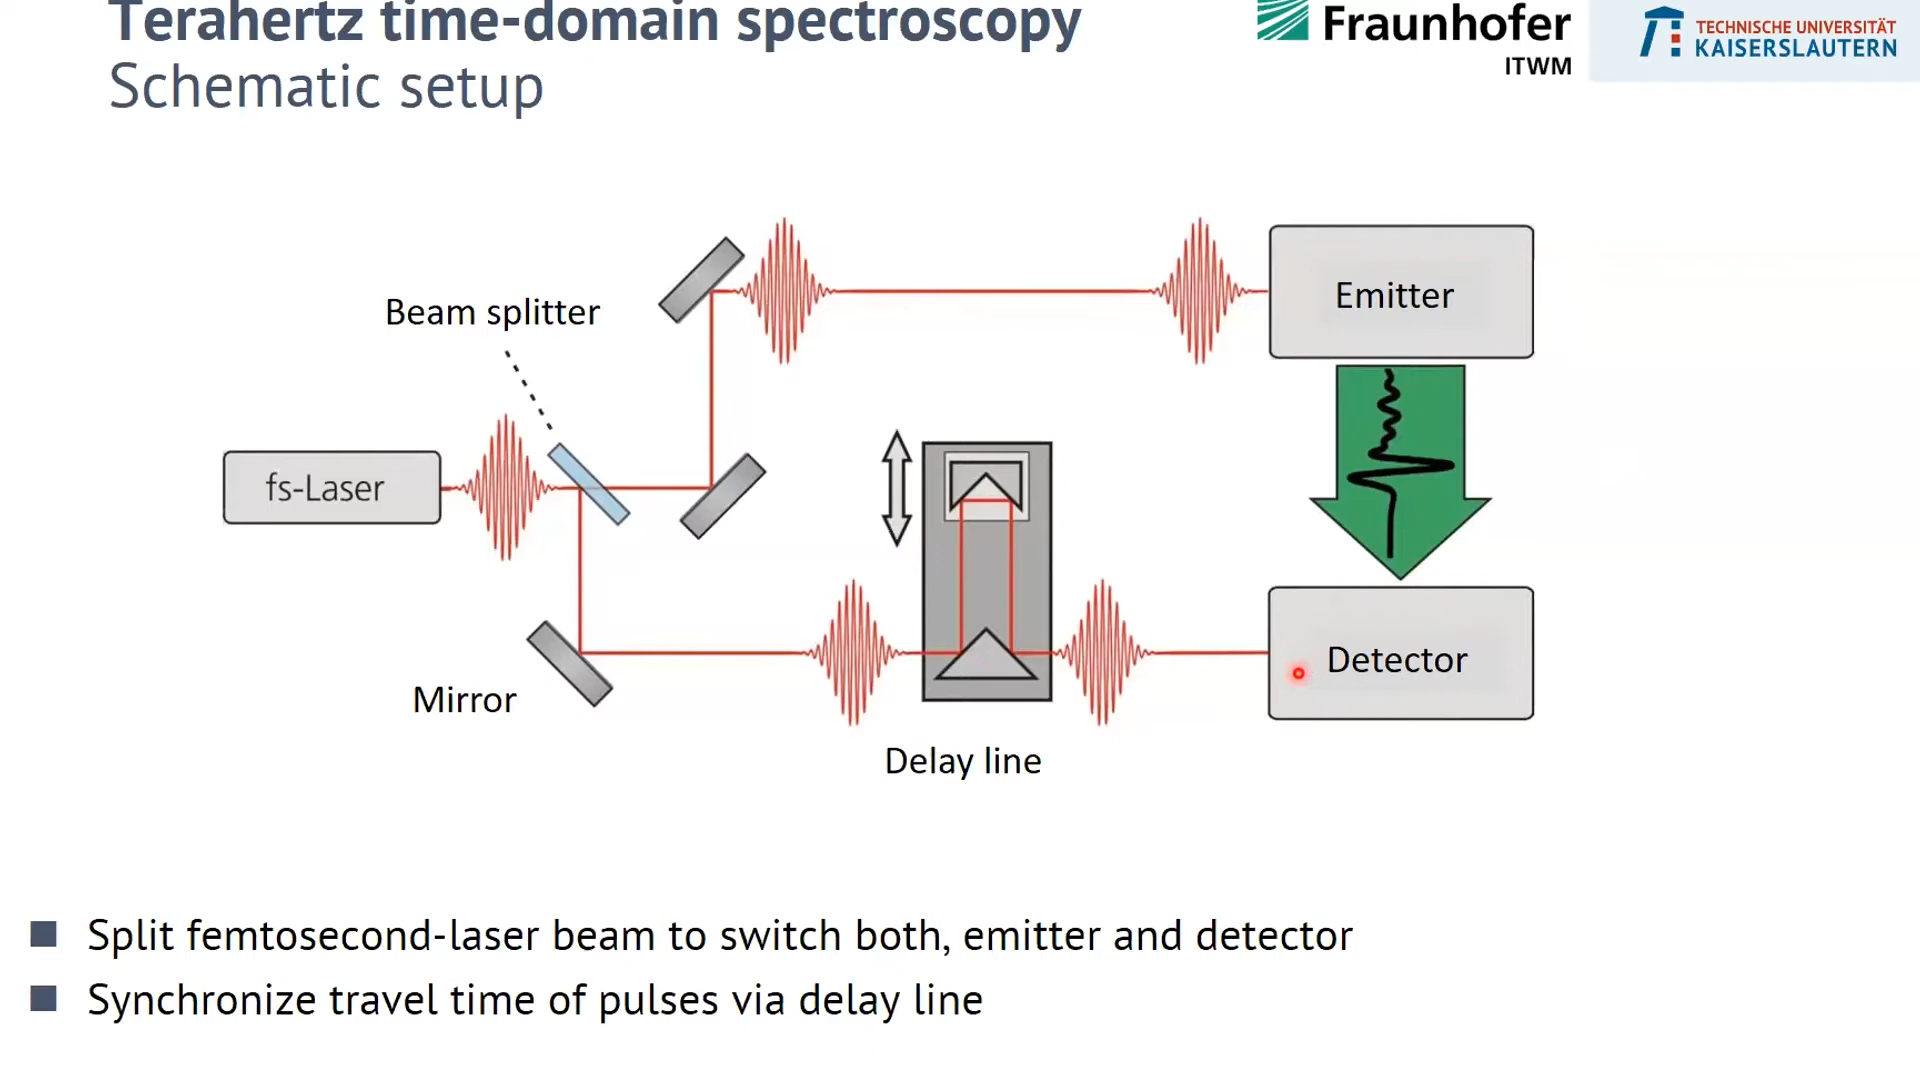 Terahertz time-domain spectroscopy
Schematic setup
Fraunhofer
ITWM
TECHNISCHE UNIVERSITÄT
KAISERSLAUTERN
Beam splitter
Emitter
fs-Laser
Mirror
Detector
Delay line
Split femtosecond-laser beam to switch both, emitter and detector
Synchronize travel time of pulses via delay line